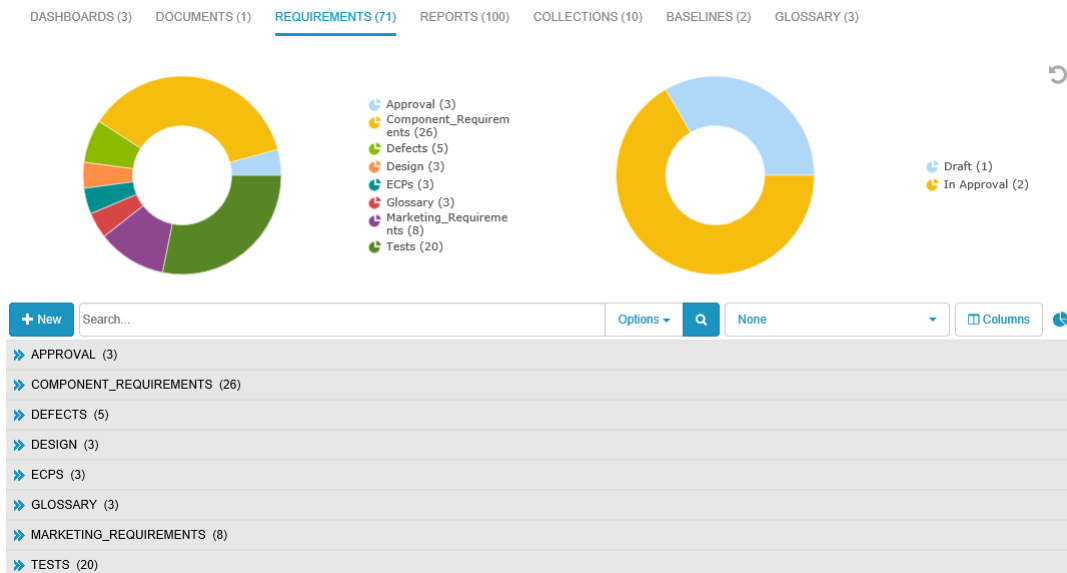 DASHBOARDS (3) DOCUMENTS (1) REQUIREMENTS (71) REPORTS (100) COLLECTIONS (10) BASELINES (2) GLOSSARY (3)
Approval (3)
Component_Requirem
ents (26)
Defects (5)
Design (3)
ECPs (3)
Glossary (3)
Marketing_Requireme
nts (8)
Tests (20)
Draft (1)
In Approval (2)
New Search... Options None Columns
APPROVAL (3)
COMPONENT_REQUIREMENTS (26)
DEFECTS (5)
DESIGN (3)
ECPS (3)
GLOSSARY (3)
MARKETING_REQUIREMENTS (8)
TESTS (20)